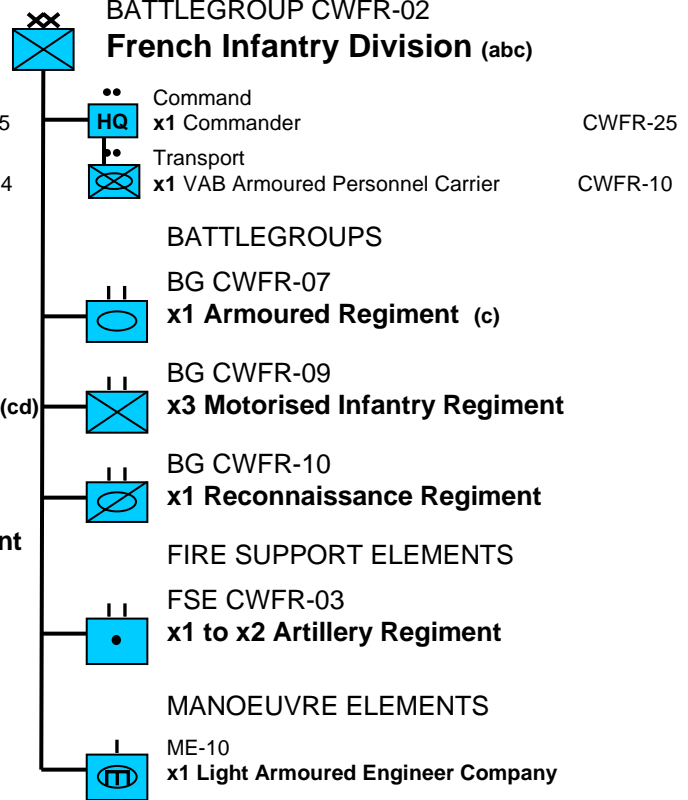 BATTLEGROUP CWFR-02
French Infantry Division (abc)
Command
5 HQ x1 Commander CWFR-25
Transport
4 x1 VAB Armoured Personnel Carrier CWFR-10
BATTLEGROUPS
BG CWFR-07
x1 Armoured Regiment (c)
BG CWFR-09
(cd) x3 Motorised Infantry Regiment
BG CWFR-10
x1 Reconnaissance Regiment
nt
FIRE SUPPORT ELEMENTS
FSE CWFR-03
x1 to x2 Artillery Regiment
MANOEUVRE ELEMENTS
ME-10
x1 Light Armoured Engineer Company